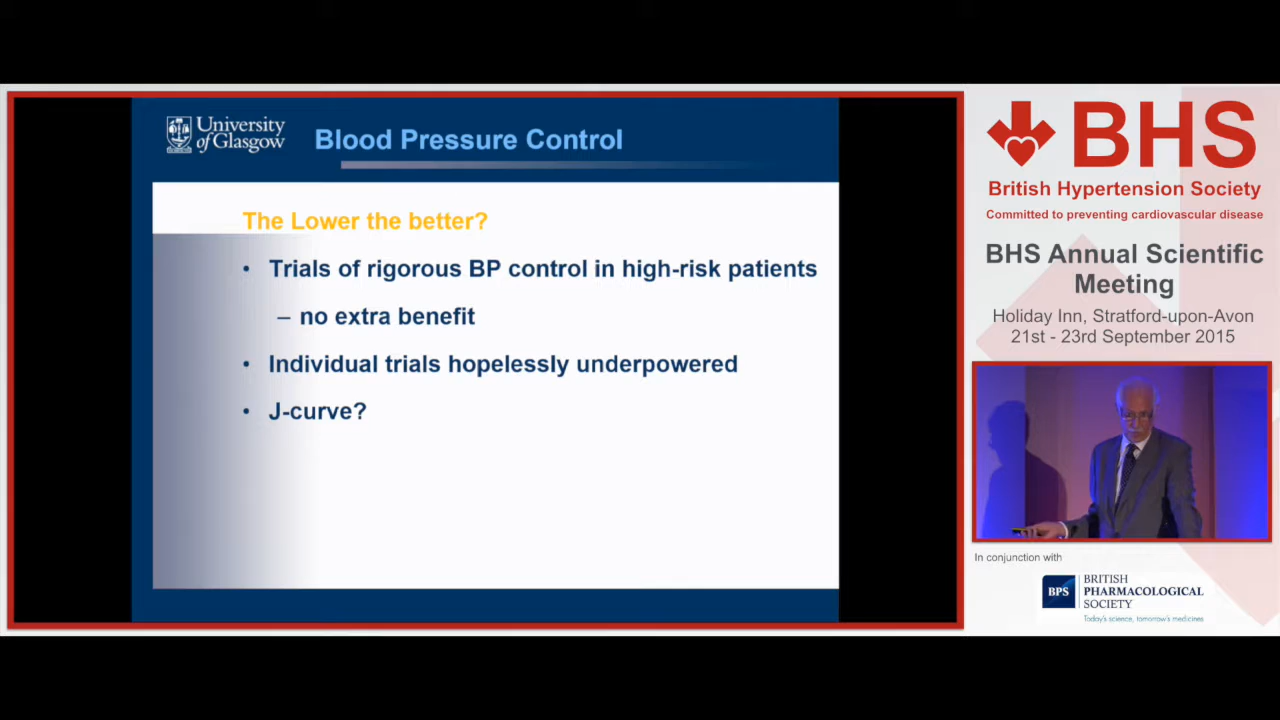 University
of Glasgow
Blood Pressure Control
The Lower the better?
• Trials of rigorous BP control in high-risk patients
– no extra benefit
• Individual trials hopelessly underpowered
• J-curve?
BHS
British Hypertension Society
Committed to preventing cardiovascular disease
BHS Annual Scientific
Meeting
Holiday Inn, Stratford-upon-Avon
21st - 23rd September 2015
In conjunction with
BPS
BRITISH
PHARMACOLOGICAL
SOCIETY
Today's science, tomorrow's medicines